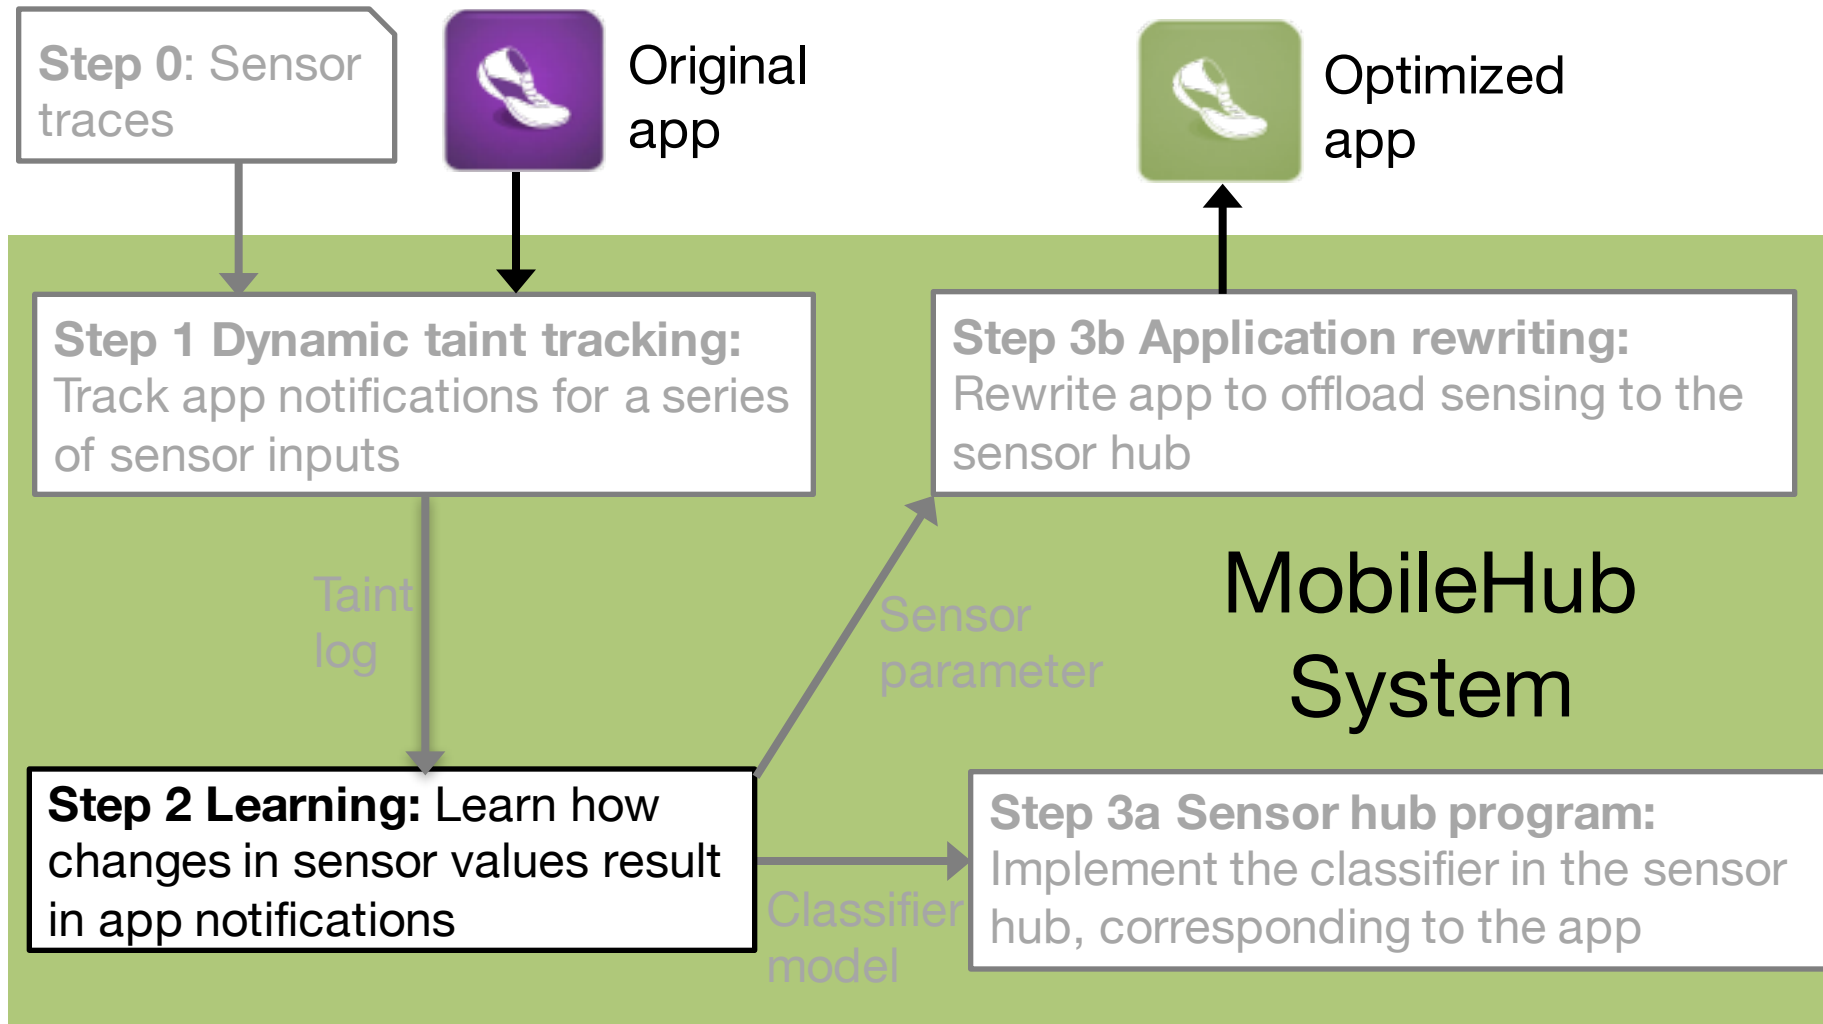 Step 0: Sensor
traces
Original
app
Optimized
app
Step 1 Dynamic taint tracking:
Track app notifications for a series
of sensor inputs
Step 3b Application rewriting:
Rewrite app to offload sensing to the
sensor hub
Taint
log
Sensor
parameter
MobileHub
System
Step 2 Learning: Learn how
changes in sensor values result
in app notifications
Classifier
model
Step 3a Sensor hub program:
Implement the classifier in the sensor
hub, corresponding to the app